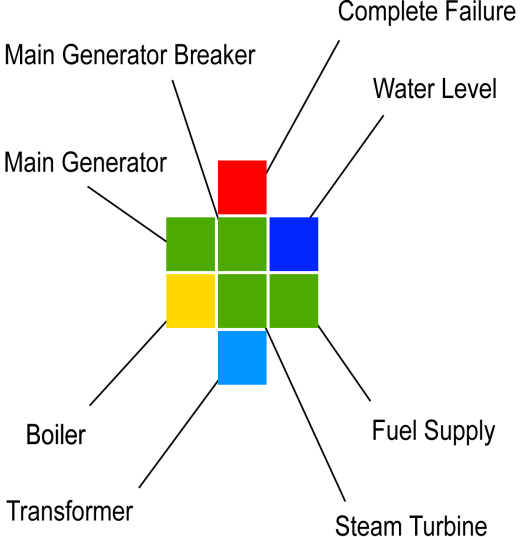 Complete Failure
Main Generator Breaker
Water Level
Main Generator
Boiler
Fuel Supply
Transformer
Steam Turbine